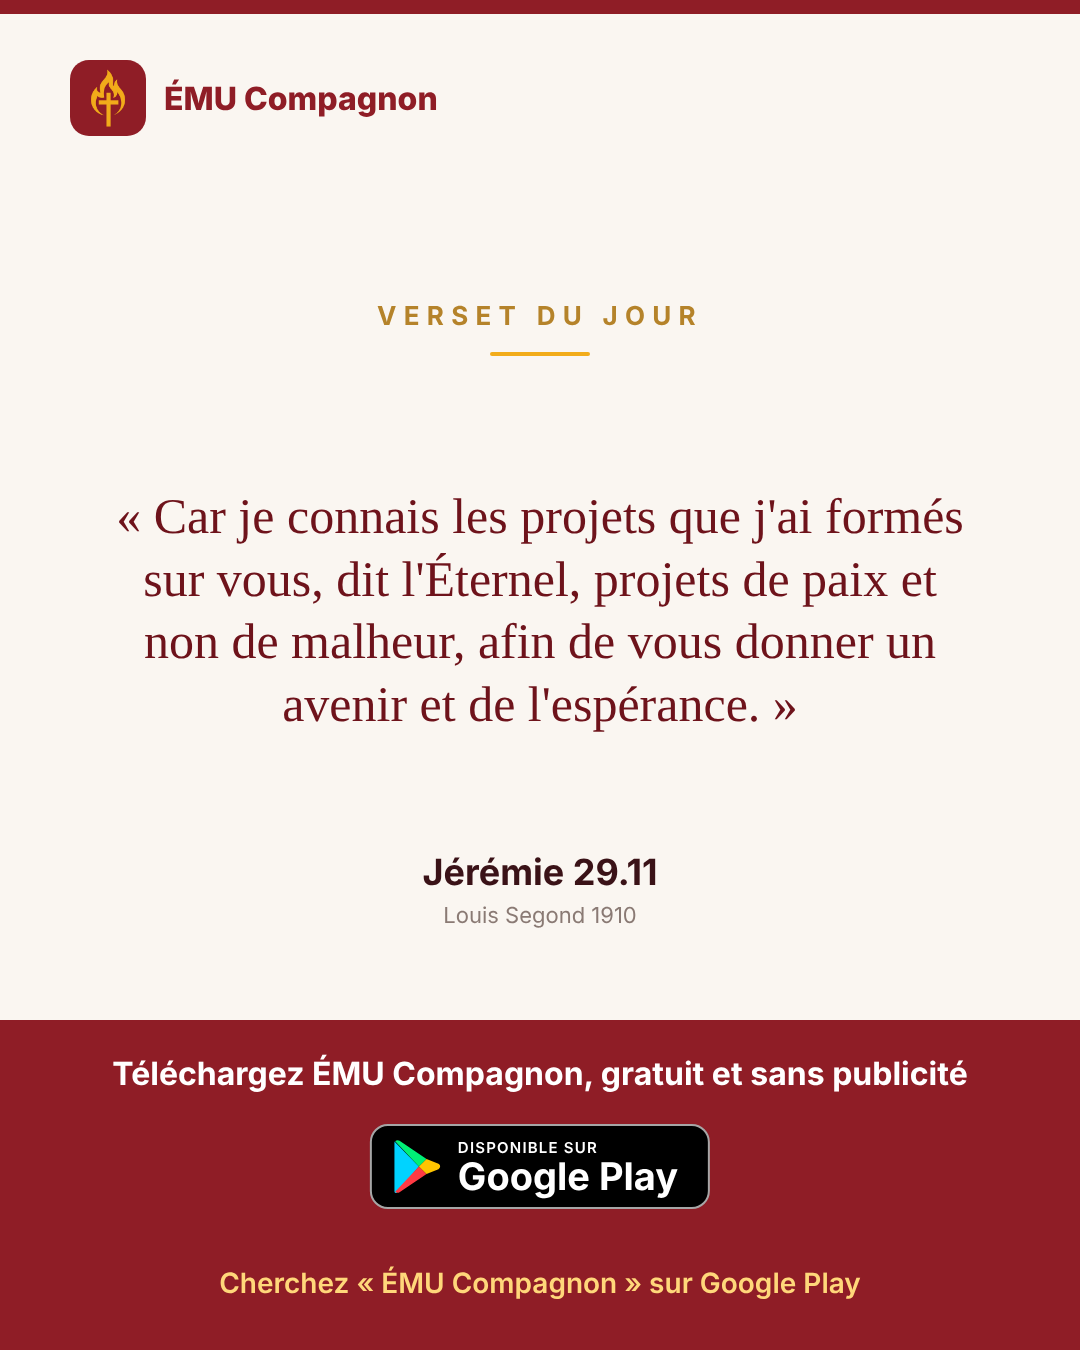 ÉMU Compagnon
VERSET DU JOUR
« Car je connais les projets que j'ai formés
sur vous, dit l'Éternel, projets de paix et
non de malheur, afin de vous donner un
avenir et de l'espérance. »
Jérémie 29.11
Louis Segond 1910
Téléchargez ÉMU Compagnon, gratuit et sans publicité
DISPONIBLE SUR
Google Play
Cherchez « ÉMU Compagnon » sur Google Play